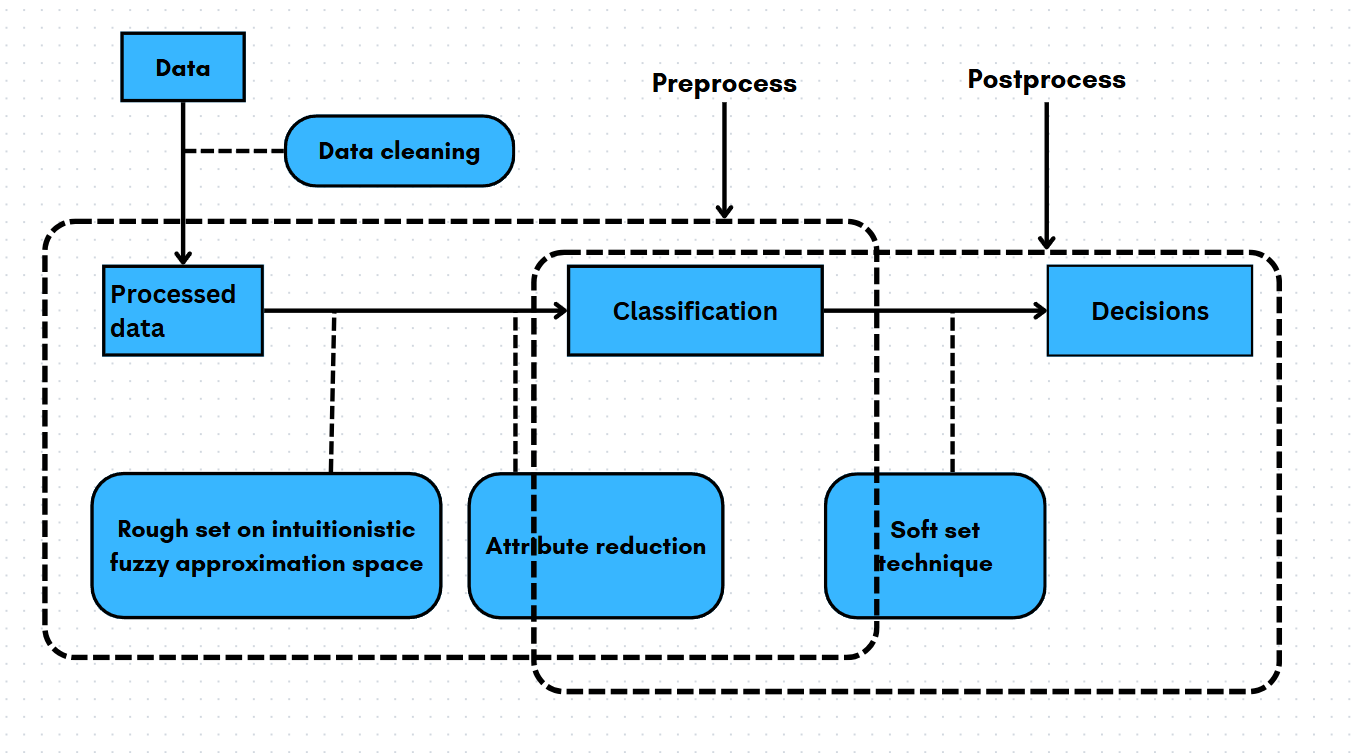 Data
Preprocess
Postprocess
Data cleaning
Processed
data
Classification
Decisions
Rough set on intuitionistic
fuzzy approximation space
Attribute reduction
Soft set
technique